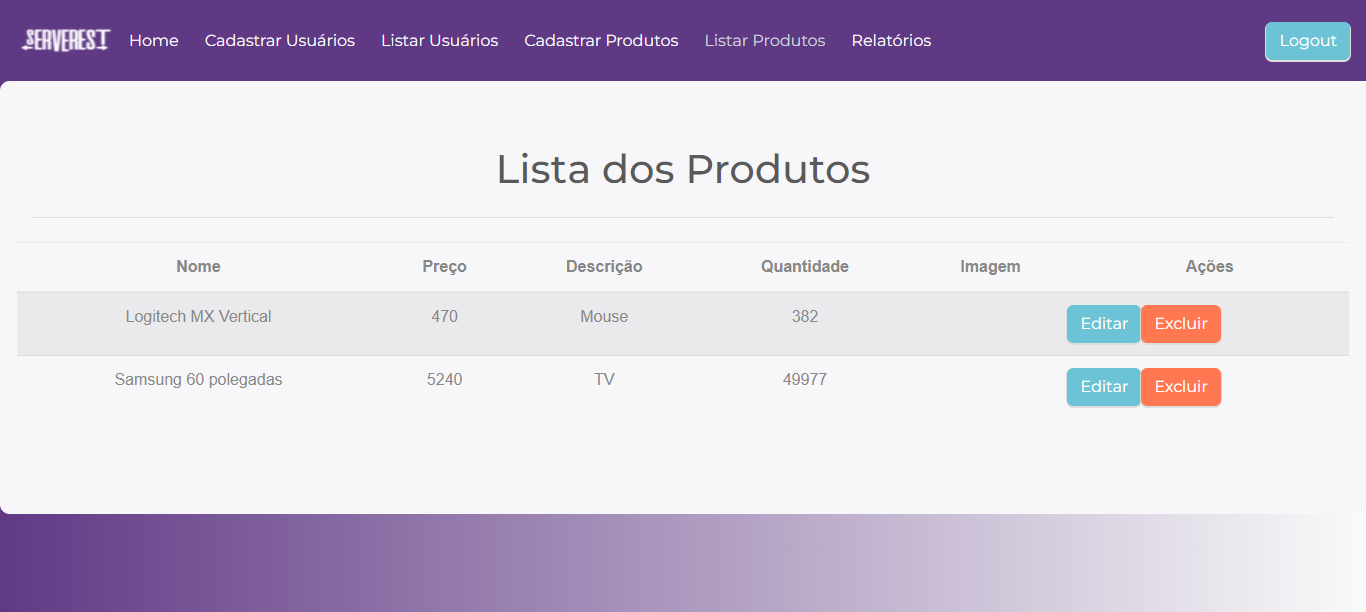 SERVEREST Home Cadastrar Usuários Listar Usuários Cadastrar Produtos Listar Produtos Relatórios Logout
Lista dos Produtos
Nome Preço Descrição Quantidade Imagem Ações
Logitech MX Vertical 470 Mouse 382 Editar Excluir
Samsung 60 polegadas 5240 TV 49977 Editar Excluir